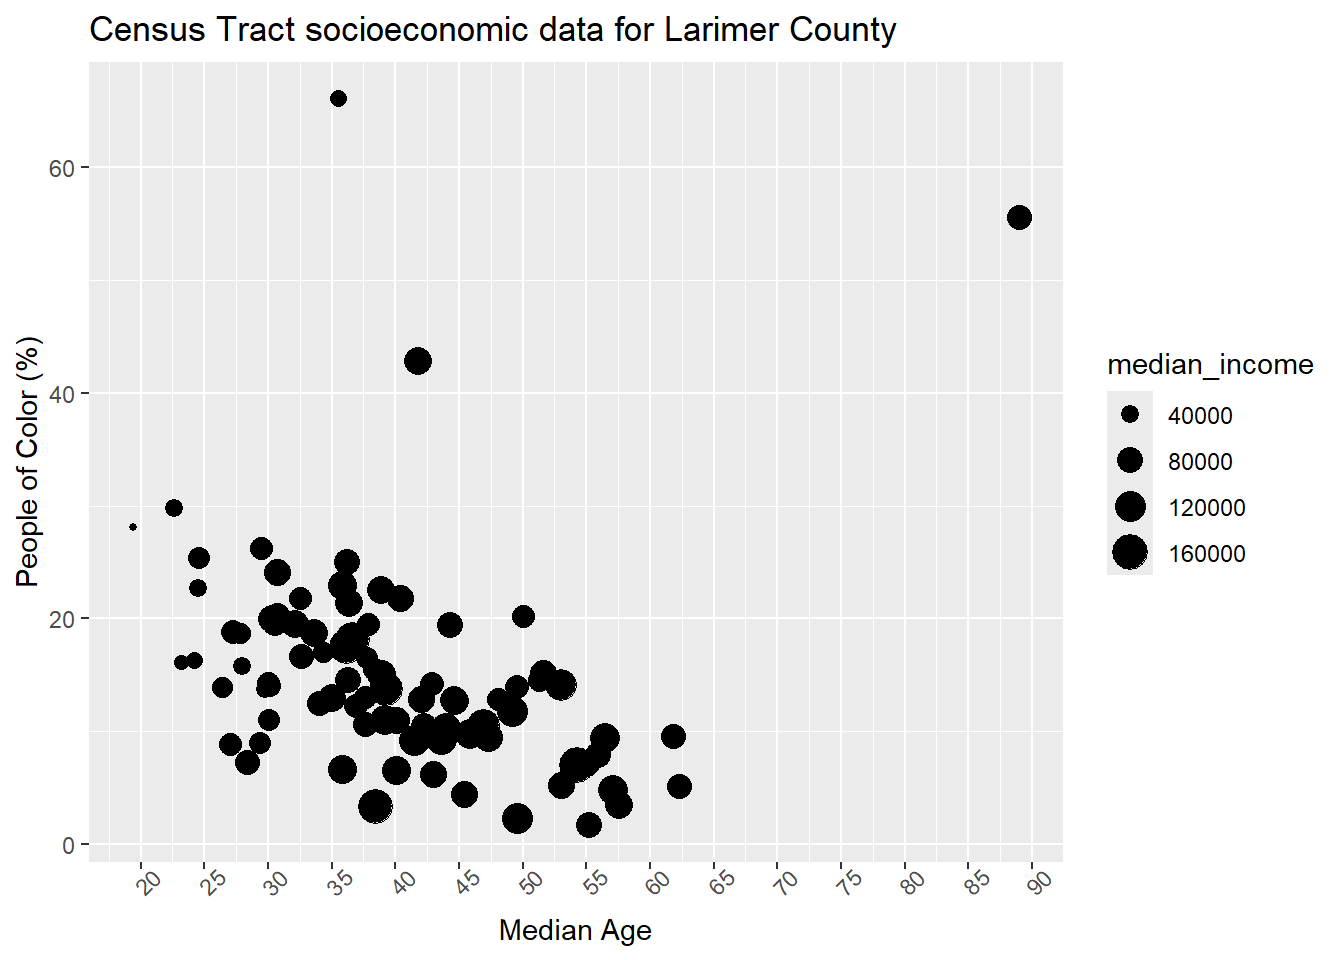 Census Tract socioeconomic data for Larimer County
People of Color (%)
60
40
20
0
20 25 30 35 40 45 50 55 60 65 70 75 80 85 90
Median Age
median_income
40000
80000
120000
160000